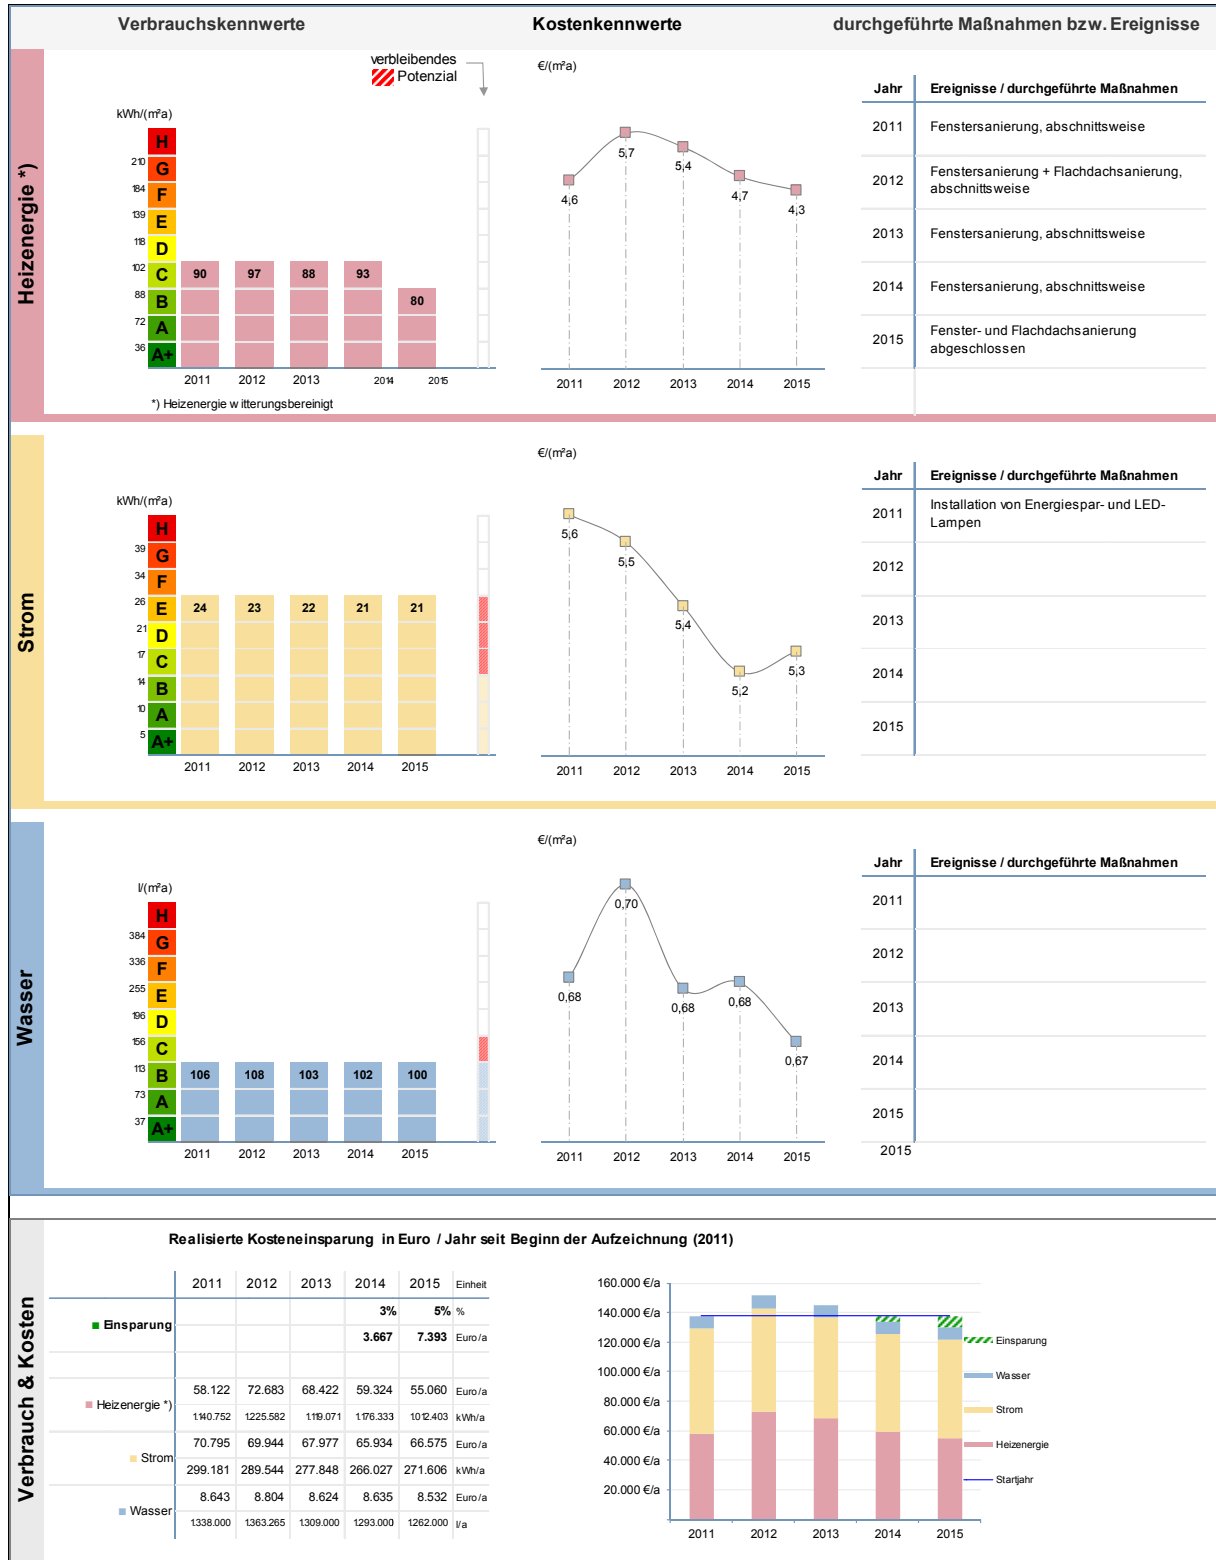 Verbrauchskennwerte
Kostenkennwerte
durchgeführte Maßnahmen bzw. Ereignisse
Heizenergie *)
verbleibendes
Potenzial
kWh/(m²a)
H
210
G
184
F
139
E
118
D
102
C
88
B
72
A
36
A+
90 97 88 93 80
2011 2012 2013 2014 2015
*) Heizenergie witterungsbereinigt
€/(m²a)
4,6 5,7 5,4 4,7 4,3
2011 2012 2013 2014 2015
Jahr Ereignisse / durchgeführte Maßnahmen
2011 Fenstersanierung, abschnittsweise
2012 Fenstersanierung + Flachdachsanierung,
abschnittsweise
2013 Fenstersanierung, abschnittsweise
2014 Fenstersanierung, abschnittsweise
2015 Fenster- und Flachdachsanierung
abgeschlossen
Strom
kWh/(m²a)
H
39
G
34
F
26
E
21
D
17
C
14
B
10
A
5
A+
24 23 22 21 21
2011 2012 2013 2014 2015
€/(m²a)
5,6 5,5 5,4 5,2 5,3
2011 2012 2013 2014 2015
Jahr Ereignisse / durchgeführte Maßnahmen
2011 Installation von Energiespar- und LED-
Lampen
2012
2013
2014
2015
Wasser
l/(m²a)
H
384
G
336
F
255
E
196
D
156
C
113
B
73
A
37
A+
106 108 103 102 100
2011 2012 2013 2014 2015
€/(m²a)
0,68 0,70 0,68 0,68 0,67
2011 2012 2013 2014 2015
Jahr Ereignisse / durchgeführte Maßnahmen
2011
2012
2013
2014
2015
2015
Verbrauch & Kosten
Realisierte Kosteneinsparung in Euro / Jahr seit Beginn der Aufzeichnung (2011)
2011 2012 2013 2014 2015 Einheit
Einsparung
3% 5% %
3.667 7.393 Euro/a
Heizenergie *)
58.122 72.683 68.422 59.324 55.060 Euro/a
1.140.752 1.225.582 1.119.071 1.176.333 1.012.403 kWh/a
Strom
70.795 69.944 67.977 65.934 66.575 Euro/a
299.181 289.544 277.848 266.027 271.606 kWh/a
Wasser
8.643 8.804 8.624 8.635 8.532 Euro/a
1.338.000 1.363.265 1.309.000 1.293.000 1.262.000 l/a
160.000 €/a
140.000 €/a
120.000 €/a
100.000 €/a
80.000 €/a
60.000 €/a
40.000 €/a
20.000 €/a
2011 2012 2013 2014 2015
Einsparung
Wasser
Strom
Heizenergie
Startjahr